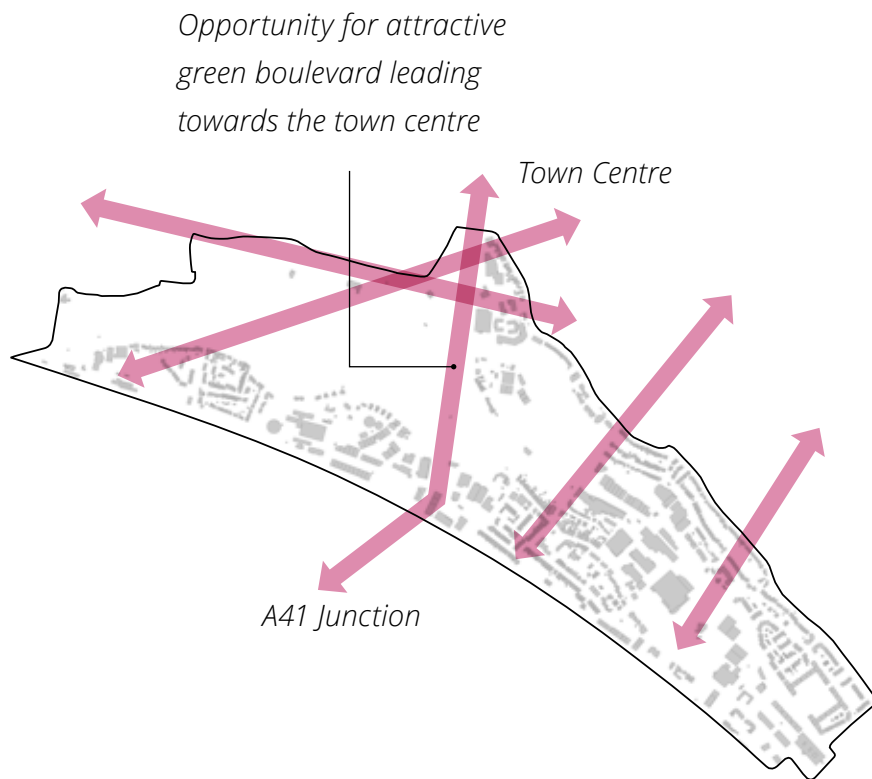 Opportunity for attractive
green boulevard leading
towards the town centre
Town Centre
A41 Junction